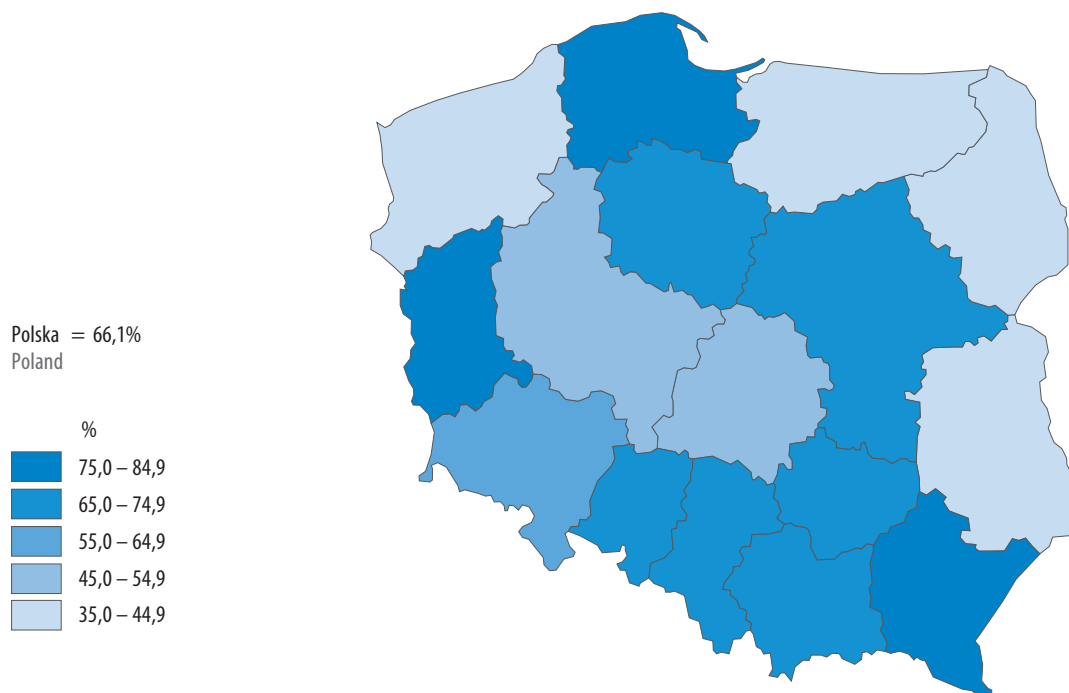 Polska = 66,1%
Poland
%
75,0 – 84,9
65,0 – 74,9
55,0 – 64,9
45,0 – 54,9
35,0 – 44,9